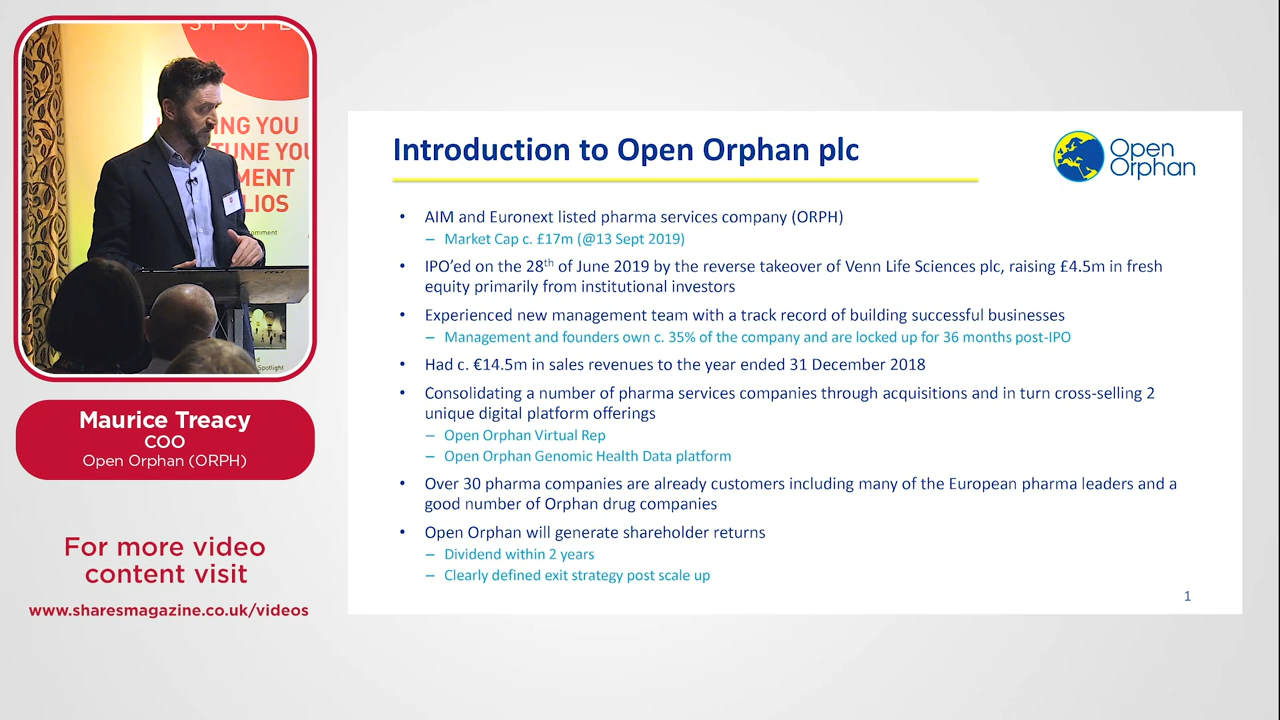 SPOT
NG YOU
TUNE YOU
MENT
LIOS
omment
Spotlight
Maurice Treacy
COO
Open Orphan (ORPH)
For more video
content visit
www.sharesmagazine.co.uk/videos
Introduction to Open Orphan plc
Open
Orphan
• AIM and Euronext listed pharma services company (ORPH)
– Market Cap c. £17m (@13 Sept 2019)
• IPO’ed on the 28th of June 2019 by the reverse takeover of Venn Life Sciences plc, raising £4.5m in fresh
equity primarily from institutional investors
• Experienced new management team with a track record of building successful businesses
– Management and founders own c. 35% of the company and are locked up for 36 months post-IPO
• Had c. €14.5m in sales revenues to the year ended 31 December 2018
• Consolidating a number of pharma services companies through acquisitions and in turn cross-selling 2
unique digital platform offerings
– Open Orphan Virtual Rep
– Open Orphan Genomic Health Data platform
• Over 30 pharma companies are already customers including many of the European pharma leaders and a
good number of Orphan drug companies
• Open Orphan will generate shareholder returns
– Dividend within 2 years
– Clearly defined exit strategy post scale up
1